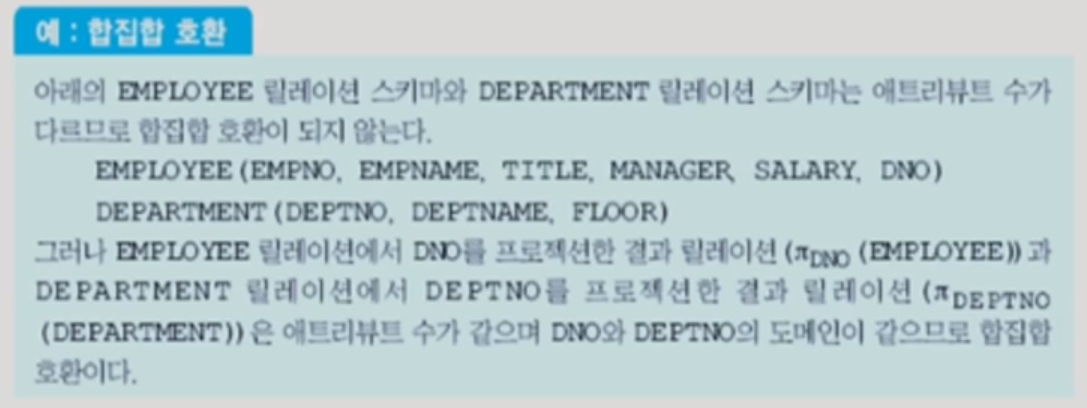 예 : 합집합 호환
아래의 EMPLOYEE 릴레이션 스키마와 DEPARTMENT 릴레이션 스키마는 애트리뷰트 수가
다르므로 합집합 호환이 되지 않는다.
EMPLOYEE (EMPNO, EMPNAME, TITLE, MANAGER, SALARY, DNO)
DEPARTMENT (DEPTNO, DEPTNAME, FLOOR)
그러나 EMPLOYEE 릴레이션에서 DNO를 프로젝션한 결과 릴레이션 (πDNO (EMPLOYEE)) 과
DEPARTMENT 릴레이션에서 DEPTNO를 프로젝션한 결과 릴레이션 (πDEPTNO
(DEPARTMENT)) 은 애트리뷰트 수가 같으며 DNO와 DEPTNO의 도메인이 같으므로 합집합
호환이다.